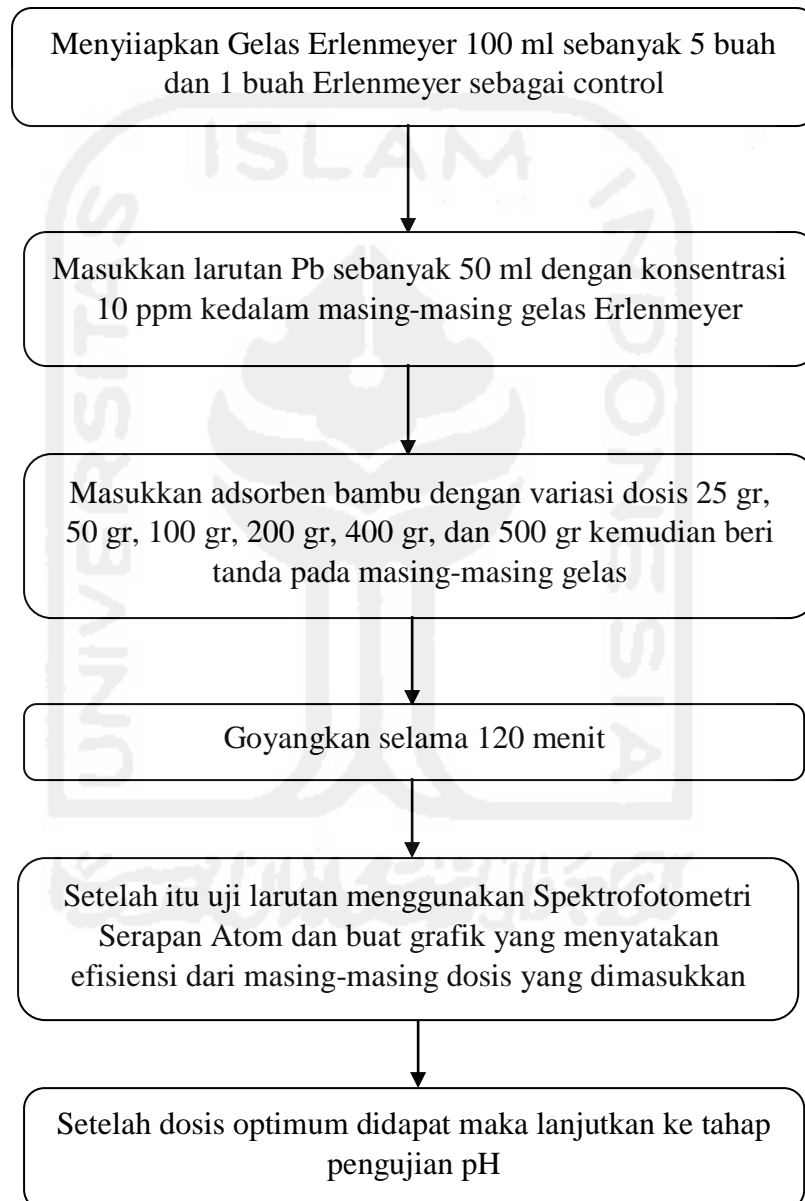 Menyiiapkan Gelas Erlenmeyer 100 ml sebanyak 5 buah
dan 1 buah Erlenmeyer sebagai control
Masukkan larutan Pb sebanyak 50 ml dengan konsentrasi
10 ppm kedalam masing-masing gelas Erlenmeyer
Masukkan adsorben bambu dengan variasi dosis 25 gr,
50 gr, 100 gr, 200 gr, 400 gr, dan 500 gr kemudian beri
tanda pada masing-masing gelas
Goyangkan selama 120 menit
Setelah itu uji larutan menggunakan Spektrofotometri
Serapan Atom dan buat grafik yang menyatakan
efisiensi dari masing-masing dosis yang dimasukkan
Setelah dosis optimum didapat maka lanjutkan ke tahap
pengujian pH
UNIVERSITAS
ISLAM
INDONESIA